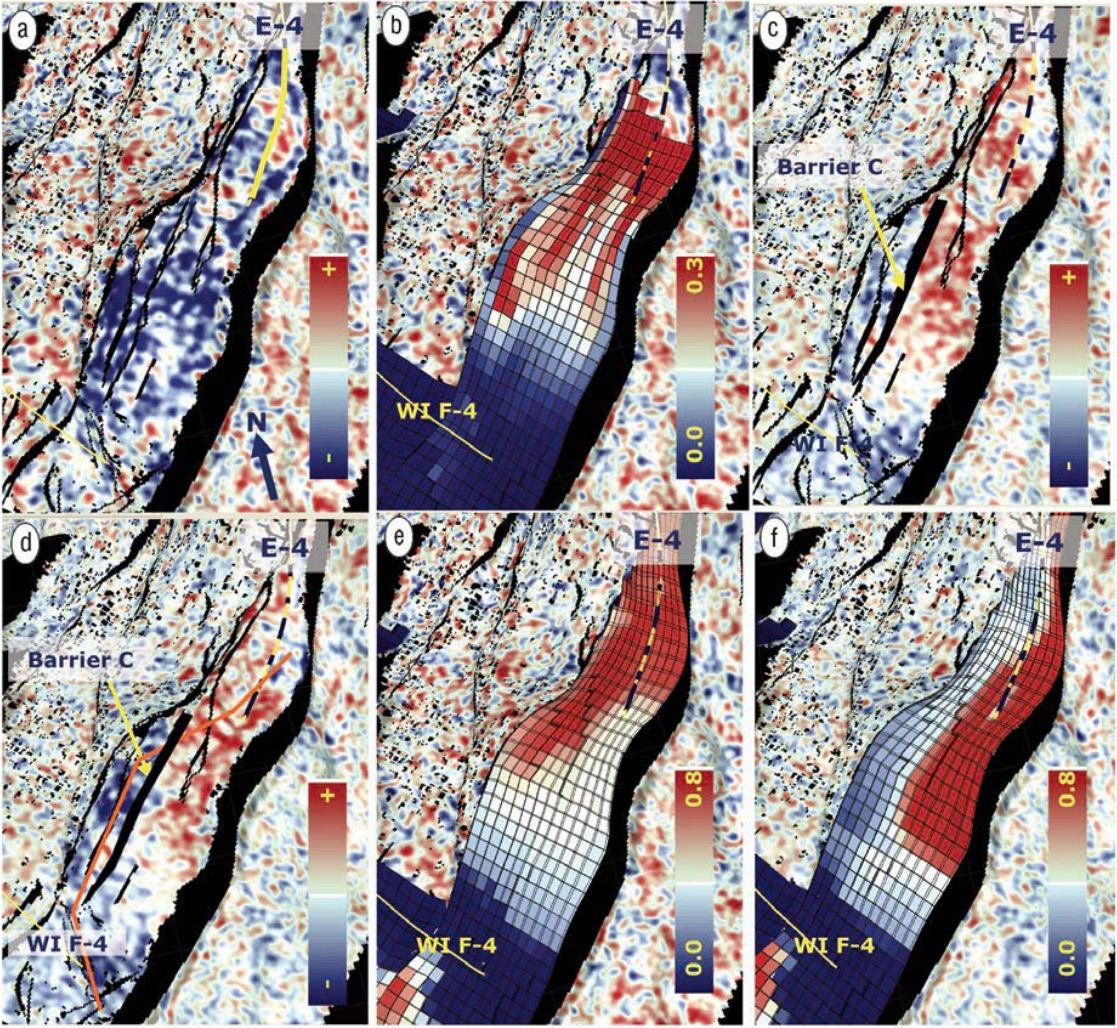 a
E-4
+
-
N
b
E-4
WI F-4
0.3
0.0
c
E-4
Barrier C
WI F-4
+
-
d
E-4
Barrier C
WI F-4
+
-
e
E-4
WI F-4
0.8
0.0
f
E-4
WI F-4
0.8
0.0